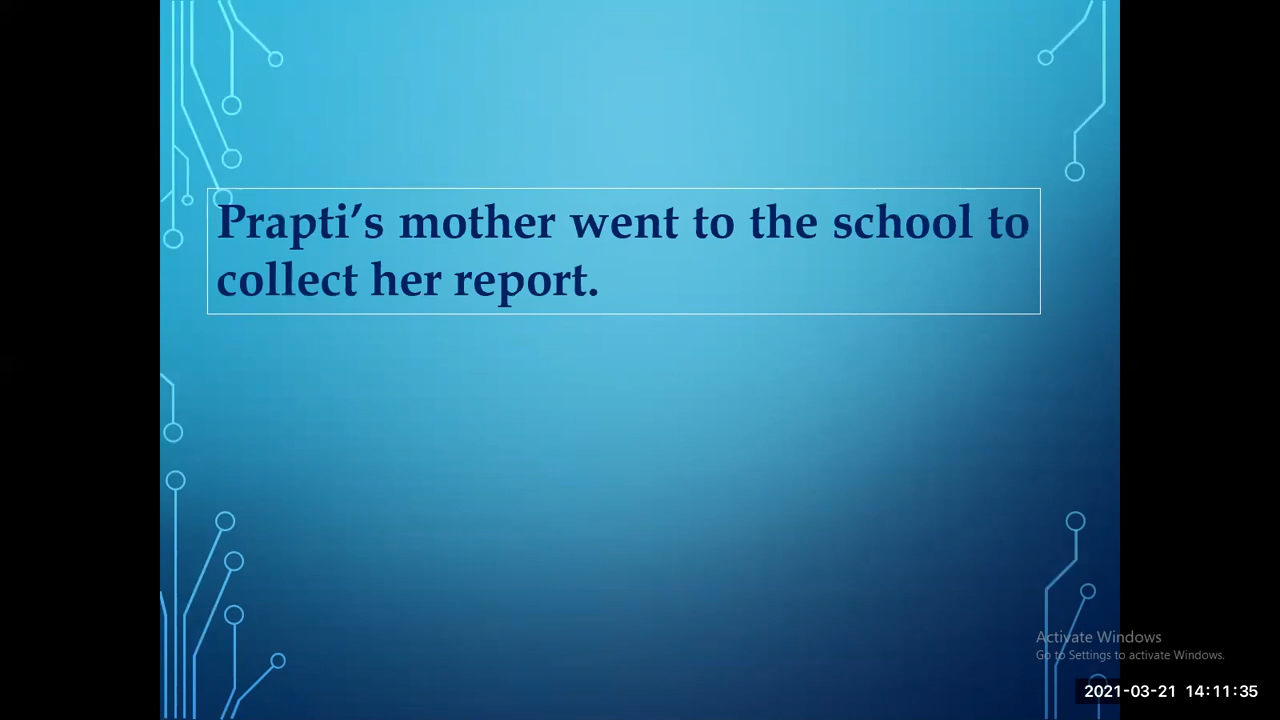 Prapti’s mother went to the school to
collect her report.
Activate Windows
Go to Settings to activate Windows.
2021-03-21 14:11:35